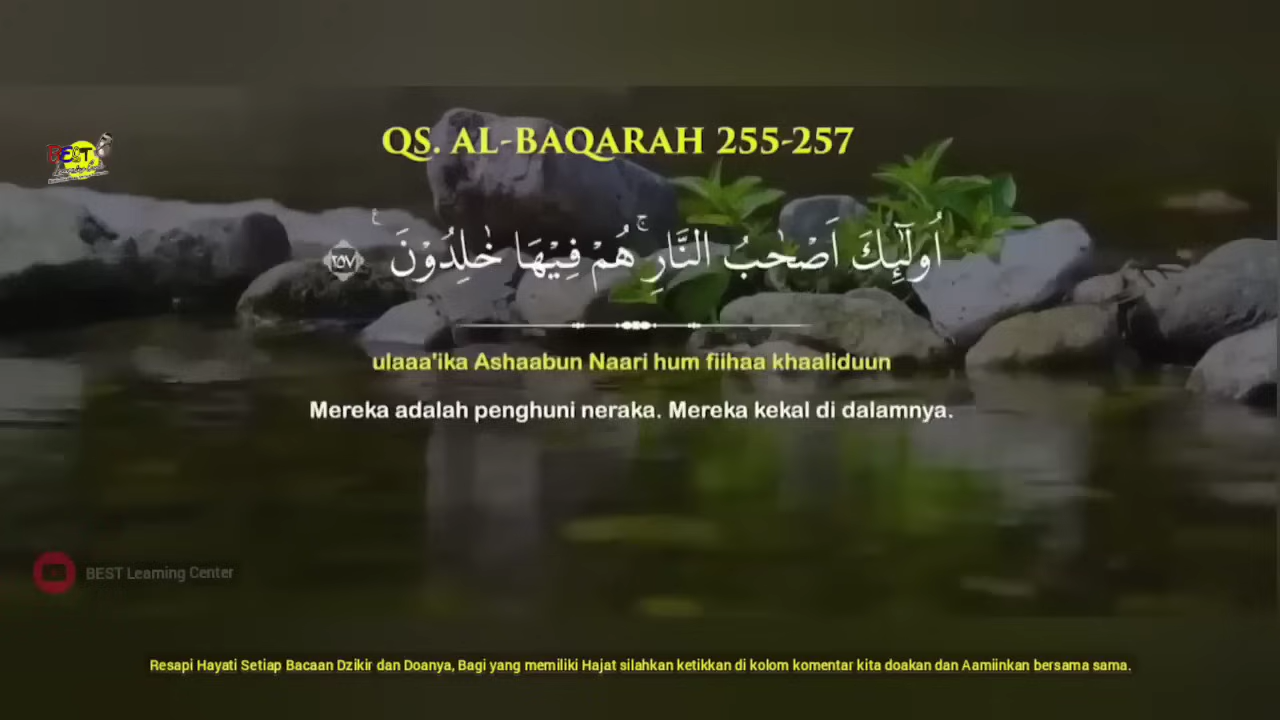 QS. AL-BAQARAH 255-257
BEST
اُولٰۤىِٕكَ اَصْحٰبُ النَّارِۚ هُمْ فِيْهَا خٰلِدُوْنَ ࣖ ٢٥٧
ulaaa'ika Ashaabun Naari hum fiihaa khaaliduun
Mereka adalah penghuni neraka. Mereka kekal di dalamnya.
BEST Learning Center
Resapi Hayati Setiap Bacaan Dzikir dan Doanya, Bagi yang memiliki Hajat silahkan ketikkan di kolom komentar kita doakan dan Aamiinkan bersama sama.